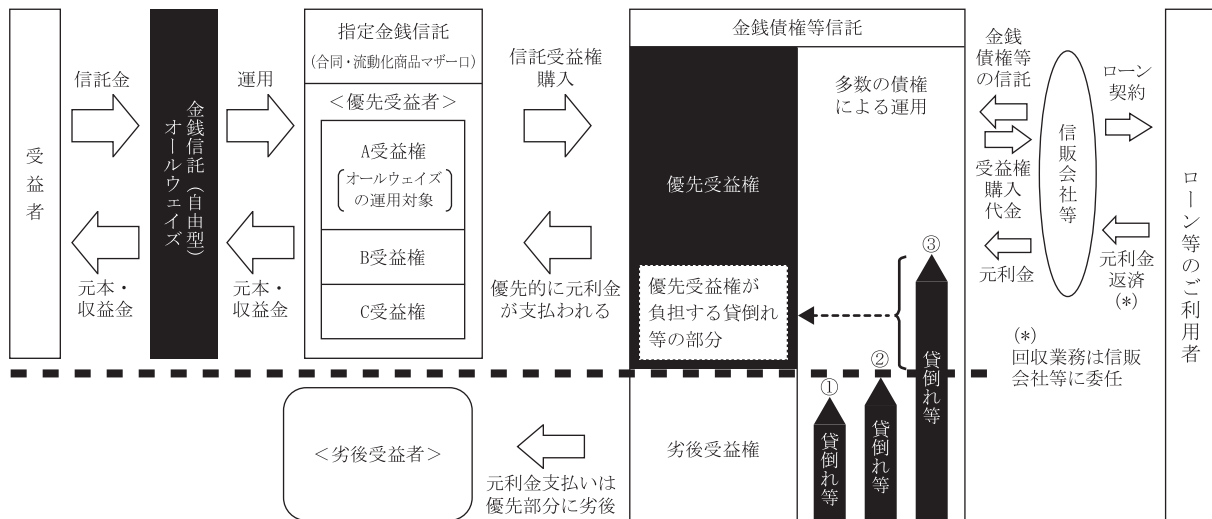 受益者
信託金
元本・
収益金
金銭信託（自由型）
オールウェイズ
運用
元本・
収益金
指定金銭信託
（合同・流動化商品マザー口）
＜優先受益者＞
A受益権
オールウェイズ
の運用対象
B受益権
C受益権
信託受益権
購入
優先的に元利金
が支払われる
金銭債権等信託
優先受益権
優先受益権が
負担する貸倒れ
等の部分
多数の債権
による運用
金銭
債権等
の信託
受益権
購入
代金
元利金
信販会社等
ローン
契約
元利金
返済
(*)
(*)
回収業務は信販
会社等に委任
ローン等のご利用者
＜劣後受益者＞
元利金支払いは
優先部分に劣後
劣後受益権
①
貸倒れ等
②
貸倒れ等
③
貸倒れ等